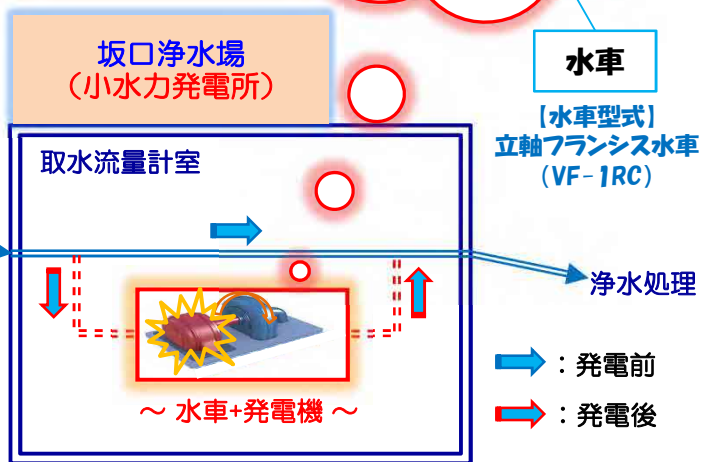 坂口浄水場
（小水力発電所）
水車
【水車型式】
立軸フランシス水車
(VF-1RC)
取水流量計室
浄水処理
～ 水車+発電機 ～
：発電前
：発電後